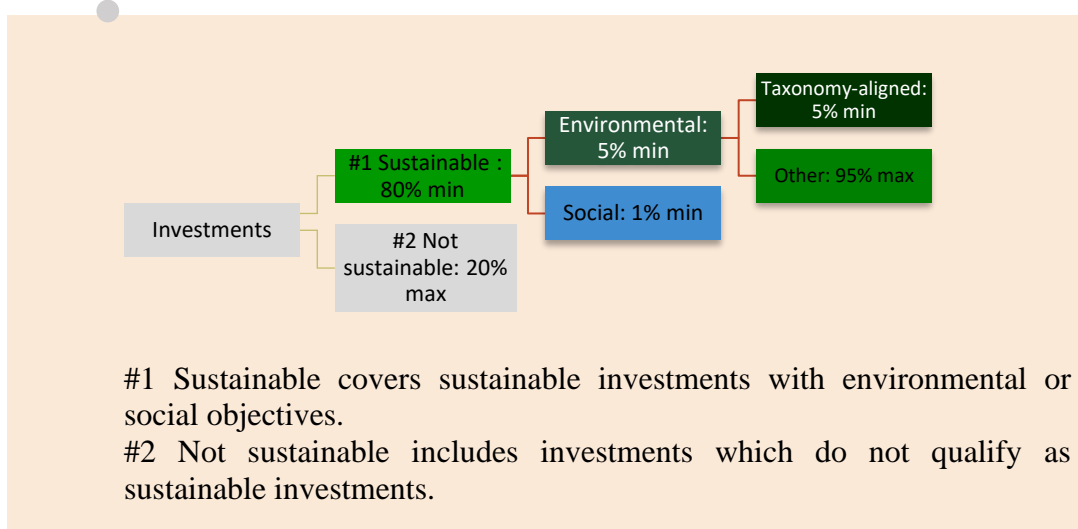 Taxonomy-aligned:
5% min
Environmental:
5% min
#1 Sustainable :
80% min
Other: 95% max
Social: 1% min
Investments
#2 Not
sustainable: 20%
max
#1 Sustainable covers sustainable investments with environmental or
social objectives.
#2 Not sustainable includes investments which do not qualify as
sustainable investments.